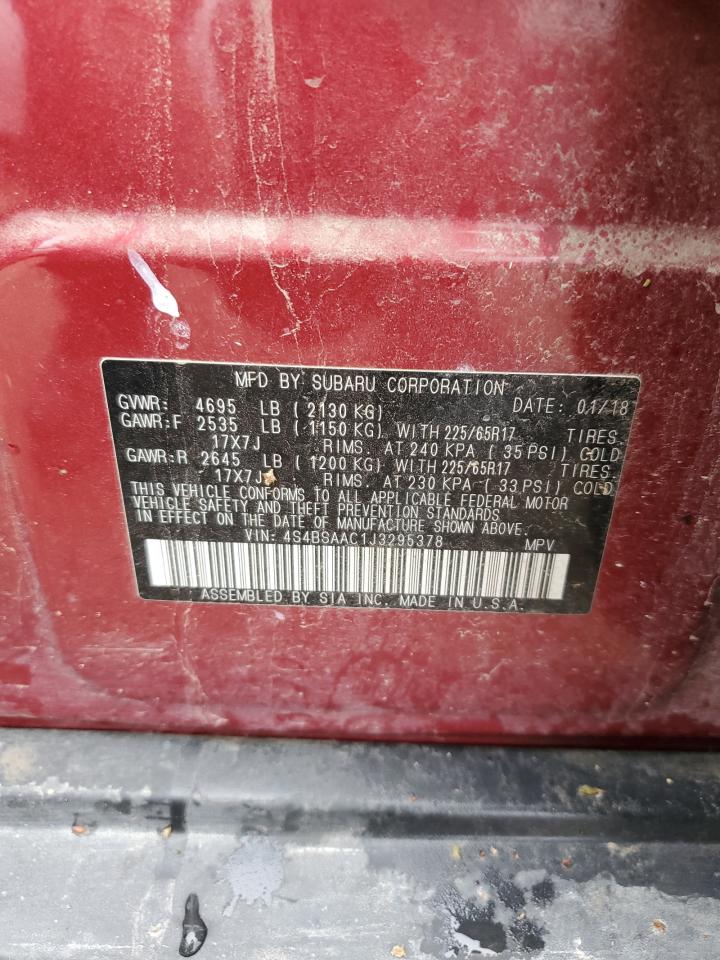 MFD BY SUBARU CORPORATION DATE: 01/18
GVWR: 4695 LB (2130 KG)
GAWR:F 2535 LB (1150 KG) WITH 225/65R17 TIRES,
17X7J RIMS, AT 240 KPA (35 PSI) COLD
GAWR:R 2645 LB (1200 KG) WITH 225/65R17 TIRES,
17X7J RIMS, AT 230 KPA (33 PSI) COLD
THIS VEHICLE CONFORMS TO ALL APPLICABLE FEDERAL MOTOR
VEHICLE SAFETY AND THEFT PREVENTION STANDARDS
IN EFFECT ON THE DATE OF MANUFACTURE SHOWN ABOVE.
VIN: 4S4BSAAC1J3295378 MPV
ASSEMBLED BY SIA INC. MADE IN U.S.A.